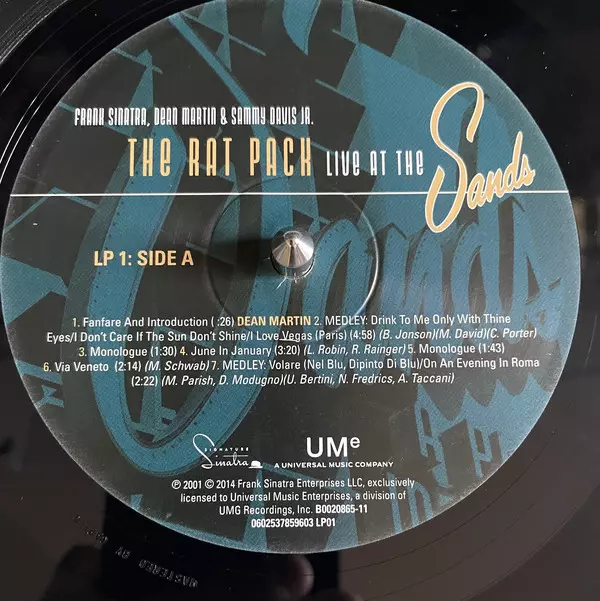 FRANK SINATRA, DEAN MARTIN & SAMMY DAVIS JR.
THE RAT PACK LIVE AT THE
Sands
LP 1: SIDE A
1. Fanfare And Introduction ( :26) DEAN MARTIN 2. MEDLEY: Drink To Me Only With Thine
Eyes/I Don't Care If The Sun Don't Shine/I Love Vegas (Paris) (4:58) (B. Jonson)(M. David)(C. Porter)
3. Monologue (1:30) 4. June In January (3:20) (L. Robin, R. Rainger) 5. Monologue (1:43)
6. Via Veneto (2:14) (M. Schwab) 7. MEDLEY: Volare (Nel Blu, Dipinto Di Blu)/On An Evening In Roma
(2:22) (M. Parish, D. Modugno)(U. Bertini, N. Fredrics, A. Taccani)
SIGNATURE
Sinatra
UMe
A UNIVERSAL MUSIC COMPANY
℗ 2001 © 2014 Frank Sinatra Enterprises LLC, exclusively
licensed to Universal Music Enterprises, a division of
UMG Recordings, Inc. B0020865-11
0602537859603 LP01
MASTERED BY